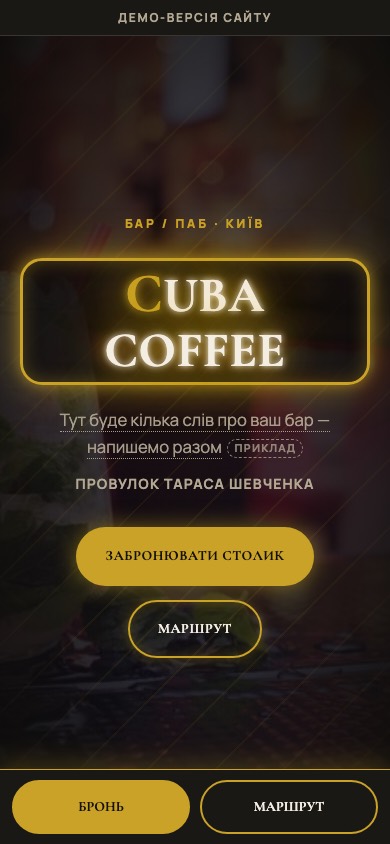 ДЕМО-ВЕРСІЯ САЙТУ
БАР / ПАБ · КИЇВ
CUBA
COFFEE
Тут буде кілька слів про ваш бар —
напишемо разом ПРИКЛАД
ПРОВУЛОК ТАРАСА ШЕВЧЕНКА
ЗАБРОНЮВАТИ СТОЛИК
МАРШРУТ
БРОНЬ МАРШРУТ